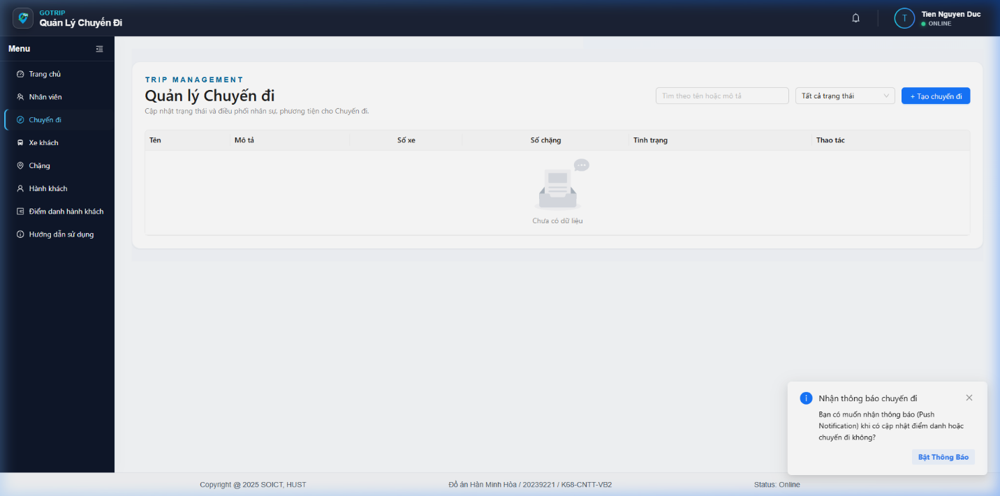 GOTRIP
Quản Lý Chuyến Đi
T
Tien Nguyen Duc
ONLINE
Menu
Trang chủ
Nhân viên
Chuyến đi
Xe khách
Chặng
Hành khách
Điểm danh hành khách
Hướng dẫn sử dụng
TRIP MANAGEMENT
Quản lý Chuyến đi
Cập nhật trạng thái và điều phối nhân sự, phương tiện cho Chuyến đi.
Tìm theo tên hoặc mô tả
Tất cả trạng thái
+ Tạo chuyến đi
Tên Mô tả Số xe Số chặng Tình trạng Thao tác
Chưa có dữ liệu
Nhận thông báo chuyến đi
Bạn có muốn nhận thông báo (Push
Notification) khi có cập nhật điểm danh hoặc
chuyến đi không?
Bật Thông Báo
Copyright @ 2025 SOICT, HUST
Đồ án Hàn Minh Hòa / 20239221 / K68-CNTT-VB2
Status: Online